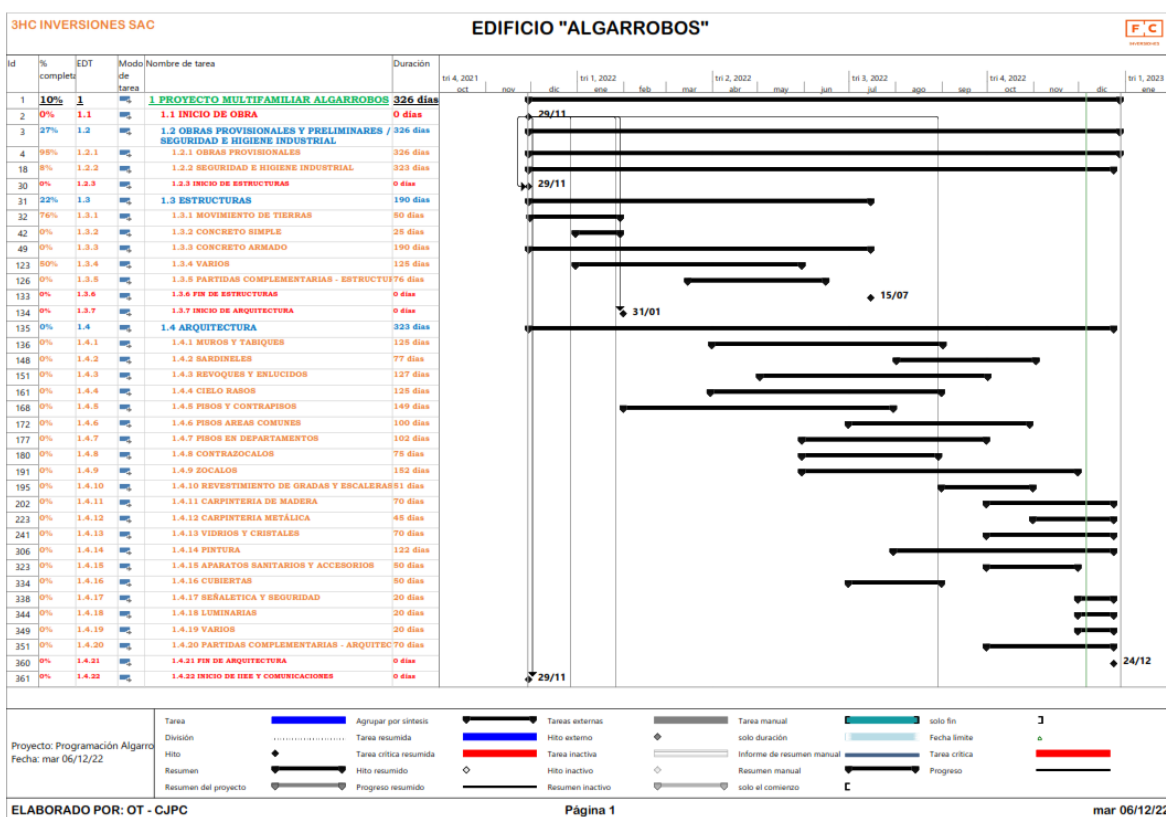 3HC INVERSIONES SAC
EDIFICIO "ALGARROBOS"
F C
INVERSIONES
Id % completa EDT Modo de tarea Nombre de tarea Duración
tri 4, 2021 tri 1, 2022 tri 2, 2022 tri 3, 2022 tri 4, 2022 tri 1, 2023
oct nov dic ene feb mar abr may jun jul ago sep oct nov dic ene
1 10% 1 1 PROYECTO MULTIFAMILIAR ALGARROBOS 326 días
2 0% 1.1 1.1 INICIO DE OBRA 0 días 29/11
3 27% 1.2 1.2 OBRAS PROVISIONALES Y PRELIMINARES / 326 días
SEGURIDAD E HIGIENE INDUSTRIAL
4 98% 1.2.1 1.2.1 OBRAS PROVISIONALES 326 días
18 8% 1.2.2 1.2.2 SEGURIDAD E HIGIENE INDUSTRIAL 323 días
30 0% 1.2.3 1.2.3 INICIO DE ESTRUCTURAS 0 días 29/11
31 22% 1.3 1.3 ESTRUCTURAS 190 días
32 76% 1.3.1 1.3.1 MOVIMIENTO DE TIERRAS 50 días
42 0% 1.3.2 1.3.2 CONCRETO SIMPLE 25 días
49 0% 1.3.3 1.3.3 CONCRETO ARMADO 190 días
123 50% 1.3.4 1.3.4 VARIOS 125 días
126 0% 1.3.5 1.3.5 PARTIDAS COMPLEMENTARIAS - ESTRUCTUR 76 días
133 0% 1.3.6 1.3.6 FIN DE ESTRUCTURAS 0 días 15/07
134 0% 1.3.7 1.3.7 INICIO DE ARQUITECTURA 0 días 31/01
135 0% 1.4 1.4 ARQUITECTURA 323 días
136 0% 1.4.1 1.4.1 MUROS Y TABIQUES 125 días
148 0% 1.4.2 1.4.2 SARDINELES 77 días
151 0% 1.4.3 1.4.3 REVOQUES Y ENLUCIDOS 127 días
161 0% 1.4.4 1.4.4 CIELO RASOS 125 días
168 0% 1.4.5 1.4.5 PISOS Y CONTRAPISOS 149 días
172 0% 1.4.6 1.4.6 PISOS AREAS COMUNES 100 días
177 0% 1.4.7 1.4.7 PISOS EN DEPARTAMENTOS 102 días
180 0% 1.4.8 1.4.8 CONTRAZOCALOS 75 días
191 0% 1.4.9 1.4.9 ZOCALOS 152 días
195 0% 1.4.10 1.4.10 REVESTIMIENTO DE GRADAS Y ESCALERAS 51 días
202 0% 1.4.11 1.4.11 CARPINTERIA DE MADERA 70 días
223 0% 1.4.12 1.4.12 CARPINTERIA METÁLICA 45 días
241 0% 1.4.13 1.4.13 VIDRIOS Y CRISTALES 70 días
306 0% 1.4.14 1.4.14 PINTURA 122 días
323 0% 1.4.15 1.4.15 APARATOS SANITARIOS Y ACCESORIOS 50 días
334 0% 1.4.16 1.4.16 CUBIERTAS 50 días
338 0% 1.4.17 1.4.17 SEÑALETICA Y SEGURIDAD 20 días
344 0% 1.4.18 1.4.18 LUMINARIAS 20 días
349 0% 1.4.19 1.4.19 VARIOS 20 días
351 0% 1.4.20 1.4.20 PARTIDAS COMPLEMENTARIAS - ARQUITEC 70 días
360 0% 1.4.21 1.4.21 FIN DE ARQUITECTURA 0 días 24/12
361 0% 1.4.22 1.4.22 INICIO DE IIEE Y COMUNICACIONES 0 días 29/11
Proyecto: Programación Algarro
Fecha: mar 06/12/22
Tarea Agrupar por síntesis Tareas externas Tarea manual solo fin
División Tarea resumida Hito externo solo duración Fecha límite
Hito Tarea crítica resumida Tarea inactiva Informe de resumen manual Tarea crítica
Resumen Hito resumido Hito inactivo Resumen manual Progreso
Resumen del proyecto Progreso resumido Resumen inactivo solo el comienzo
ELABORADO POR: OT - CJPC Página 1 mar 06/12/22